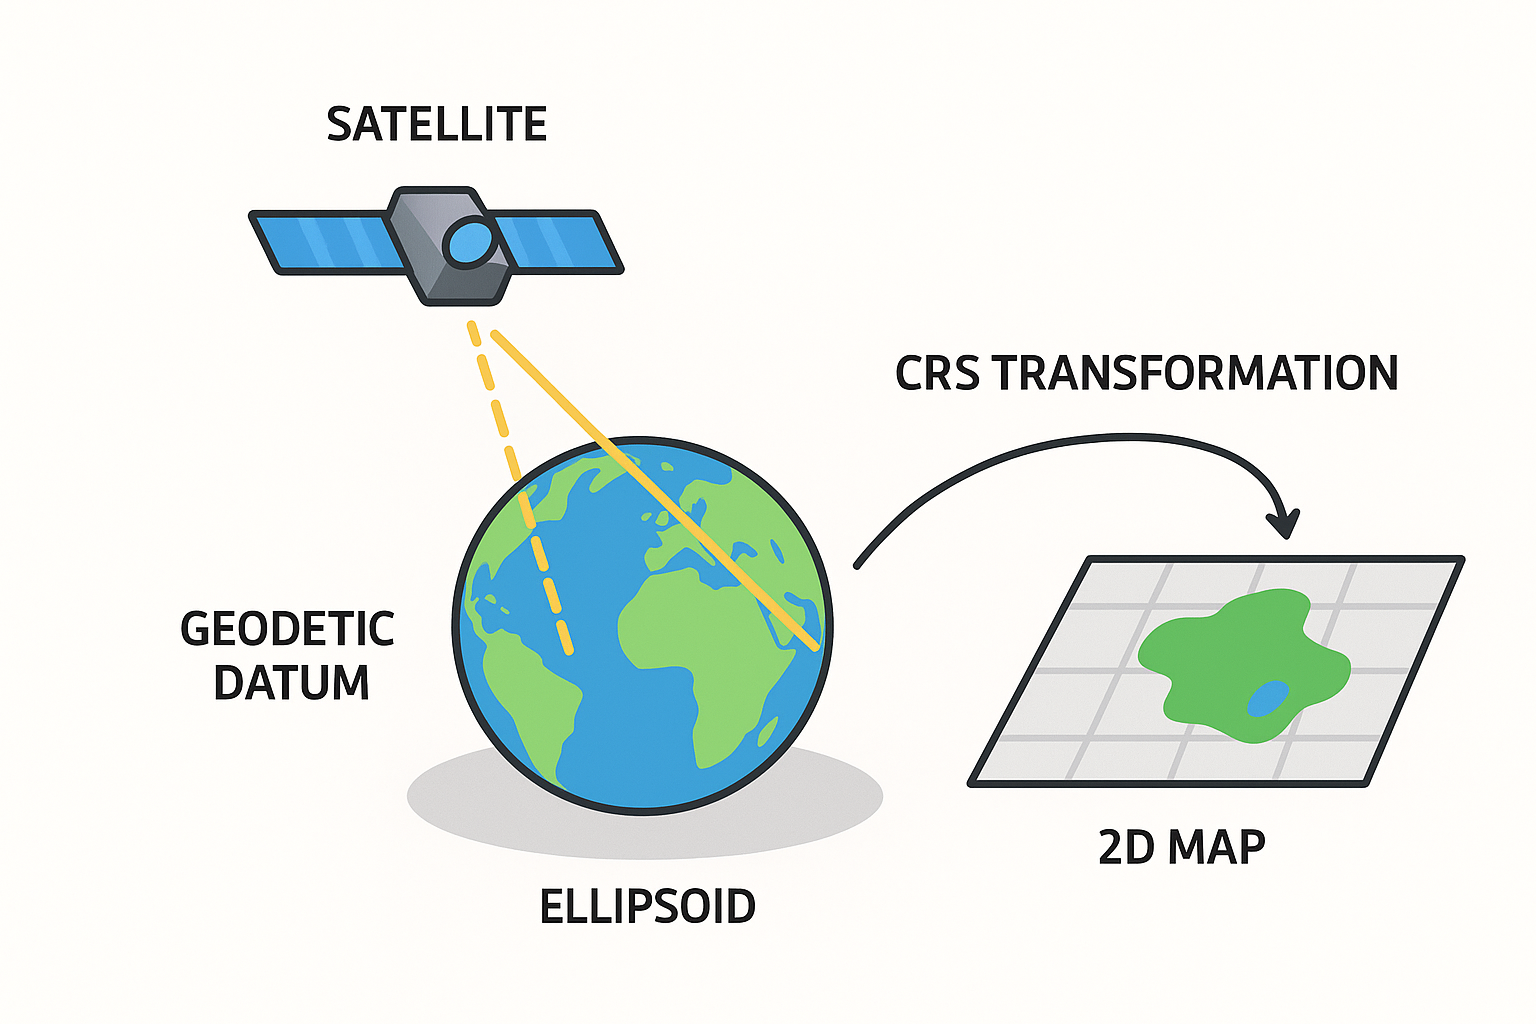 SATELLITE
CRS TRANSFORMATION
GEODETIC
DATUM
2D MAP
ELLIPSOID